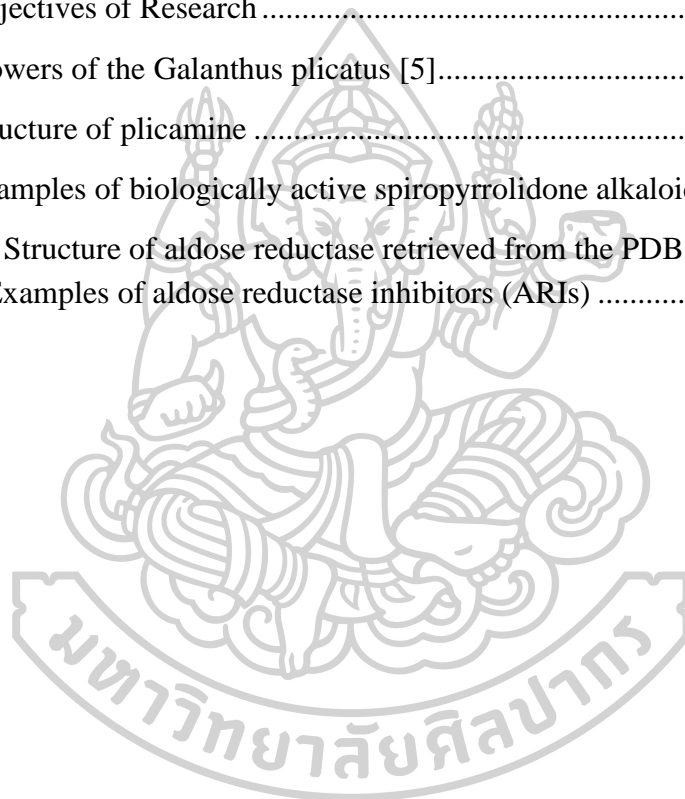 jectives of Research
owers of the Galanthus plicatus [5]
ucture of plicamine
amples of biologically active spiropyrrolidone alkaloi
Structure of aldose reductase retrieved from the PDB
Examples of aldose reductase inhibitors (ARIs)
มหาวิทยาลัยศิลปากร